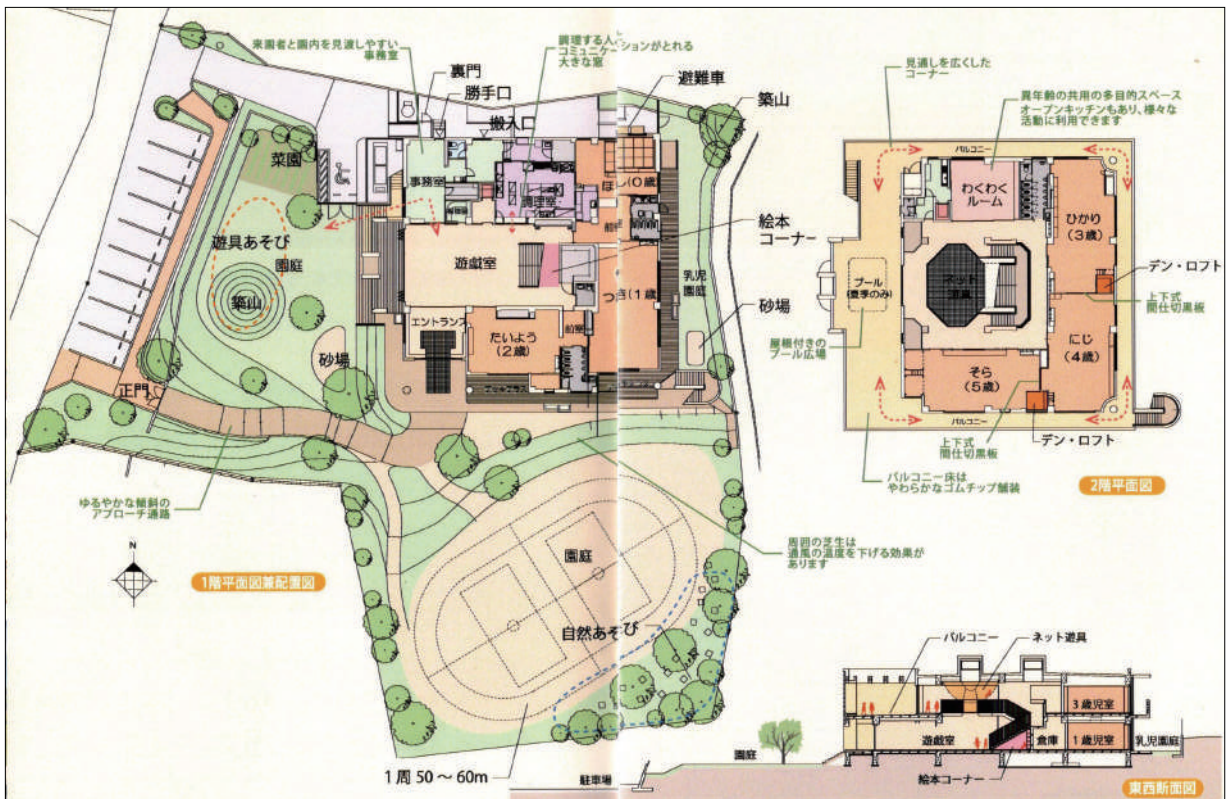 来園者と園内を見渡しやすい
事務室
調理する人と
コミュニケーションがとれる
大きな窓
裏門
勝手口
搬入口
避難車
築山
菜園
事務室
調理室
ほし(0歳)
遊具あそび
園庭
築山
遊戯室
絵本
コーナー
つき(1歳)
乳児
園庭
砂場
エントランス
たいよう
(2歳)
前室
砂場
正門
ゆるやかな傾斜の
アプローチ通路
周囲の芝生は
通風の温度を下げる効果が
あります
N
1階平面図兼配置図
園庭
自然あそび
1周 50～60m
見通しを広くした
コーナー
異年齢の共用の多目的スペース
オープンキッチンもあり、様々な
活動に利用できます
バルコニー
わくわく
ルーム
ひかり
(3歳)
デン・ロフト
ネット
遊具
プール
(夏季のみ)
上下式
間仕切黒板
屋根付きの
プール広場
にじ
(4歳)
そら
(5歳)
バルコニー
上下式
間仕切黒板
デン・ロフト
バルコニー床は
やわらかなゴムチップ舗装
2階平面図
バルコニー
ネット遊具
3歳児室
遊戯室
倉庫
1歳児室
乳児園庭
園庭
駐車場
絵本コーナー
東西断面図